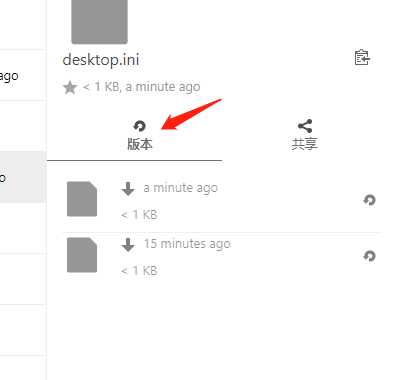 ago
desktop.ini
< 1 KB, a minute ago
版本
共享
a minute ago
< 1 KB
15 minutes ago
< 1 KB